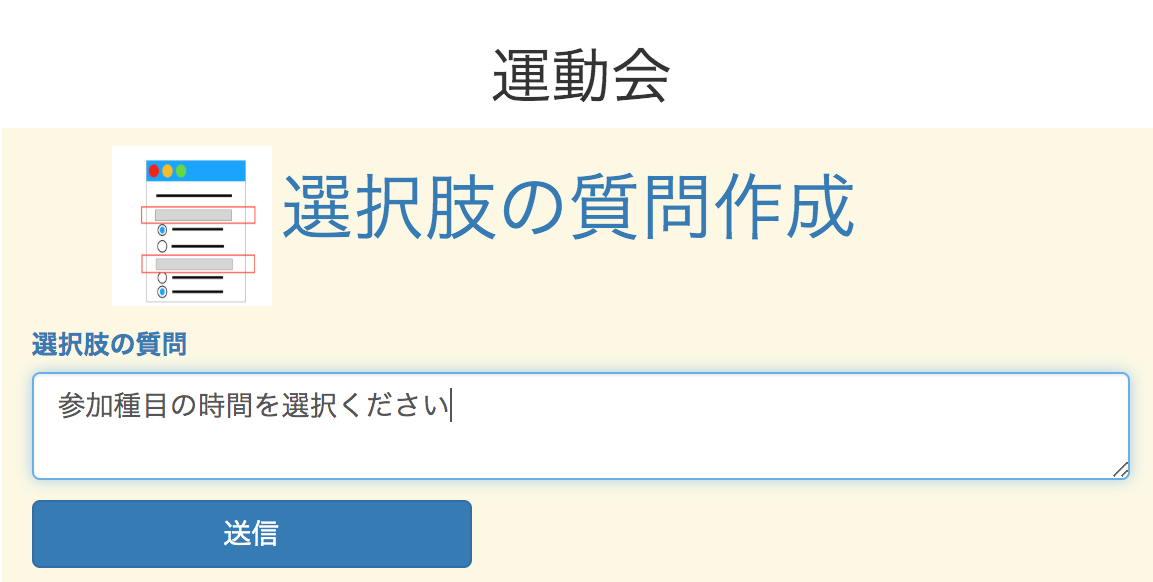 運動会
選択肢の質問作成
選択肢の質問
参加種目の時間を選択ください
送信